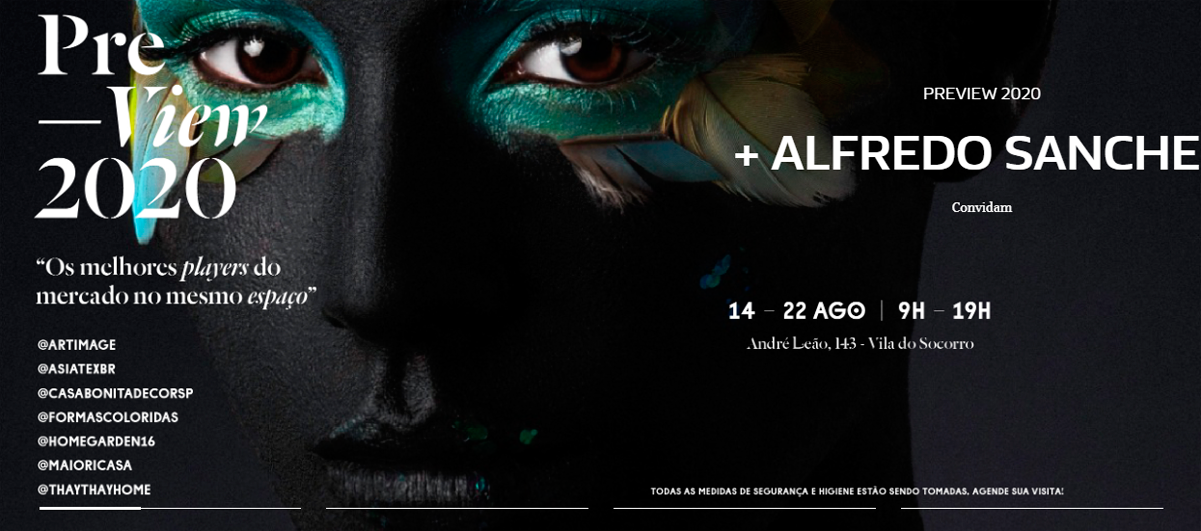 Pre
—View
2020
“Os melhores players do
mercado no mesmo espaço”
@ARTIMAGE
@ASIATEXBR
@CASABONITADECORSP
@FORMASCOLORIDAS
@HOMEGARDEN16
@MAIORICASA
@THAYTHAYHOME
PREVIEW 2020
+ ALFREDO SANCHE
Convidam
14 – 22 AGO | 9H – 19H
André Leão, 143 - Vila do Socorro
TODAS AS MEDIDAS DE SEGURANÇA E HIGIENE ESTÃO SENDO TOMADAS. AGENDE SUA VISITA!